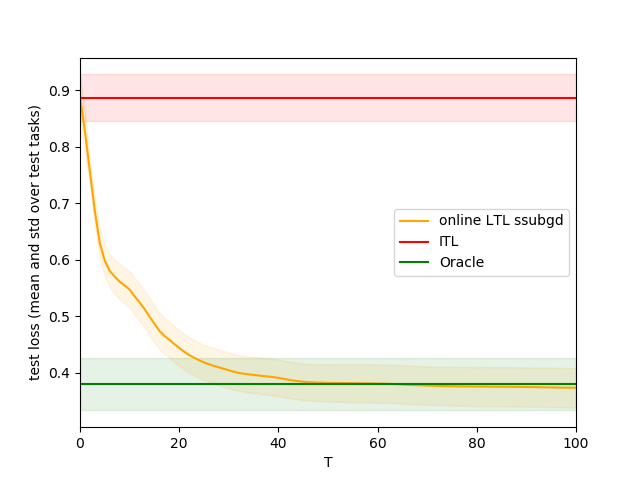 test loss (mean and std over test tasks)
0.9
0.8
0.7
0.6
0.5
0.4
online LTL ssubgd
ITL
Oracle
0 20 40 60 80 100
T